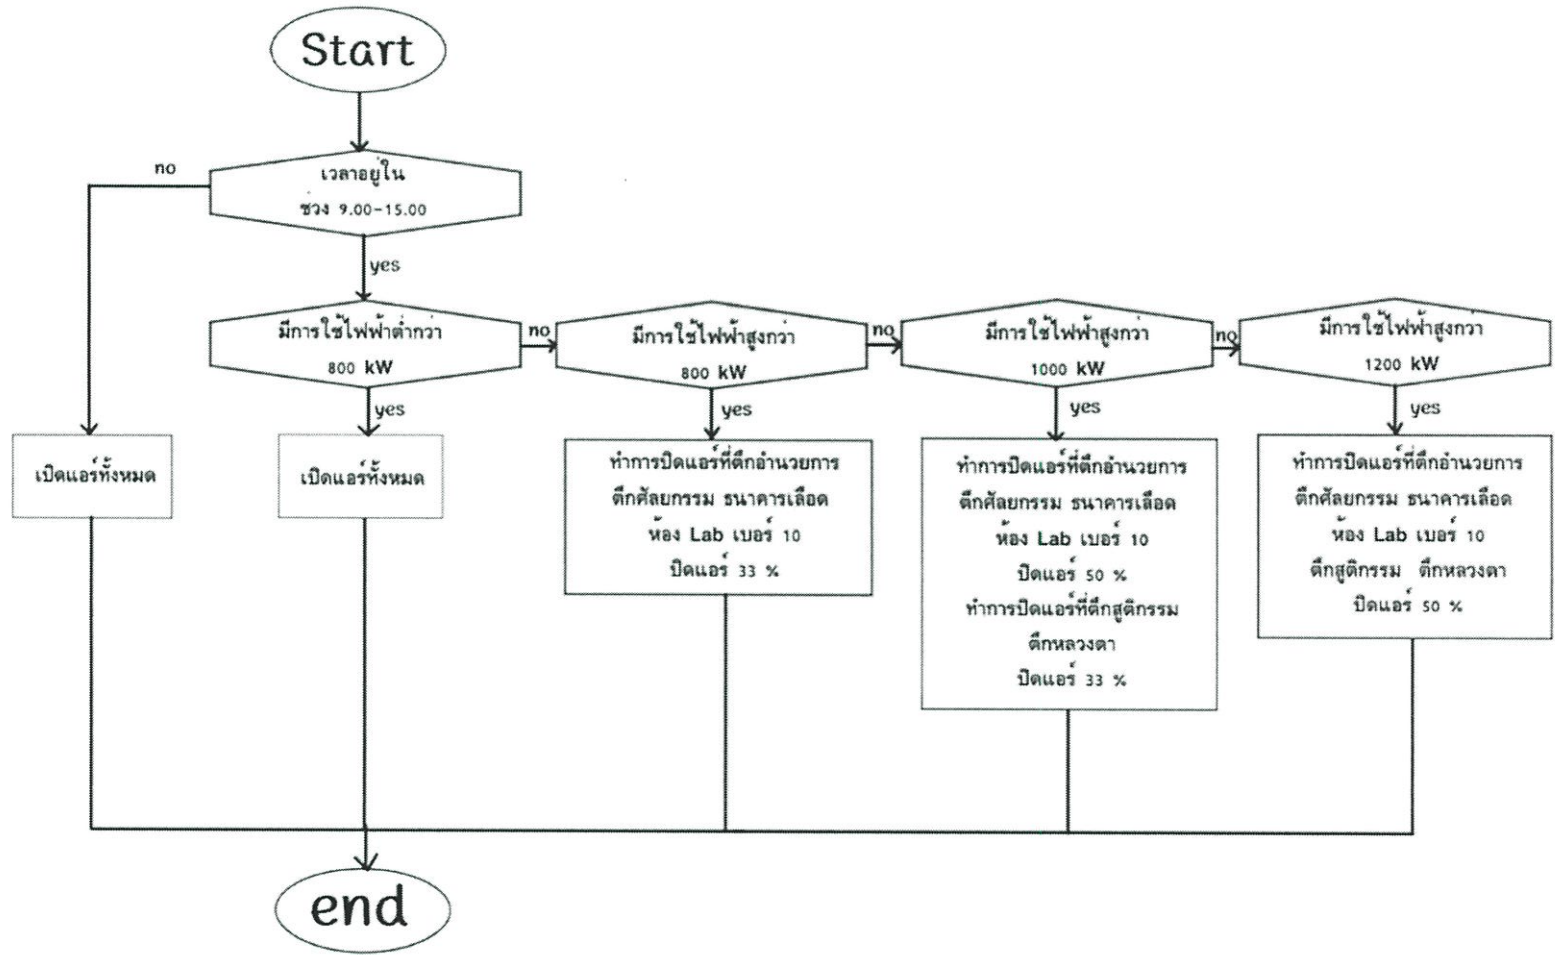 Start
no
เวลาอยู่ใน
ช่วง 9.00-15.00
yes
มีการใช้ไฟฟ้าต่ำกว่า
800 kW
no
มีการใช้ไฟฟ้าสูงกว่า
800 kW
no
มีการใช้ไฟฟ้าสูงกว่า
1000 kW
no
มีการใช้ไฟฟ้าสูงกว่า
1200 kW
yes
yes
yes
yes
เปิดแอร์ทั้งหมด
เปิดแอร์ทั้งหมด
ทำการปิดแอร์ที่ตึกอำนวยการ
ตึกศัลยกรรม ธนาคารเลือด
ห้อง Lab เบอร์ 10
ปิดแอร์ 33 %
ทำการปิดแอร์ที่ตึกอำนวยการ
ตึกศัลยกรรม ธนาคารเลือด
ห้อง Lab เบอร์ 10
ปิดแอร์ 50 %
ทำการปิดแอร์ที่ตึกสูติกรรม
ตึกหลวงตา
ปิดแอร์ 33 %
ทำการปิดแอร์ที่ตึกอำนวยการ
ตึกศัลยกรรม ธนาคารเลือด
ห้อง Lab เบอร์ 10
ตึกสูติกรรม ตึกหลวงตา
ปิดแอร์ 50 %
end